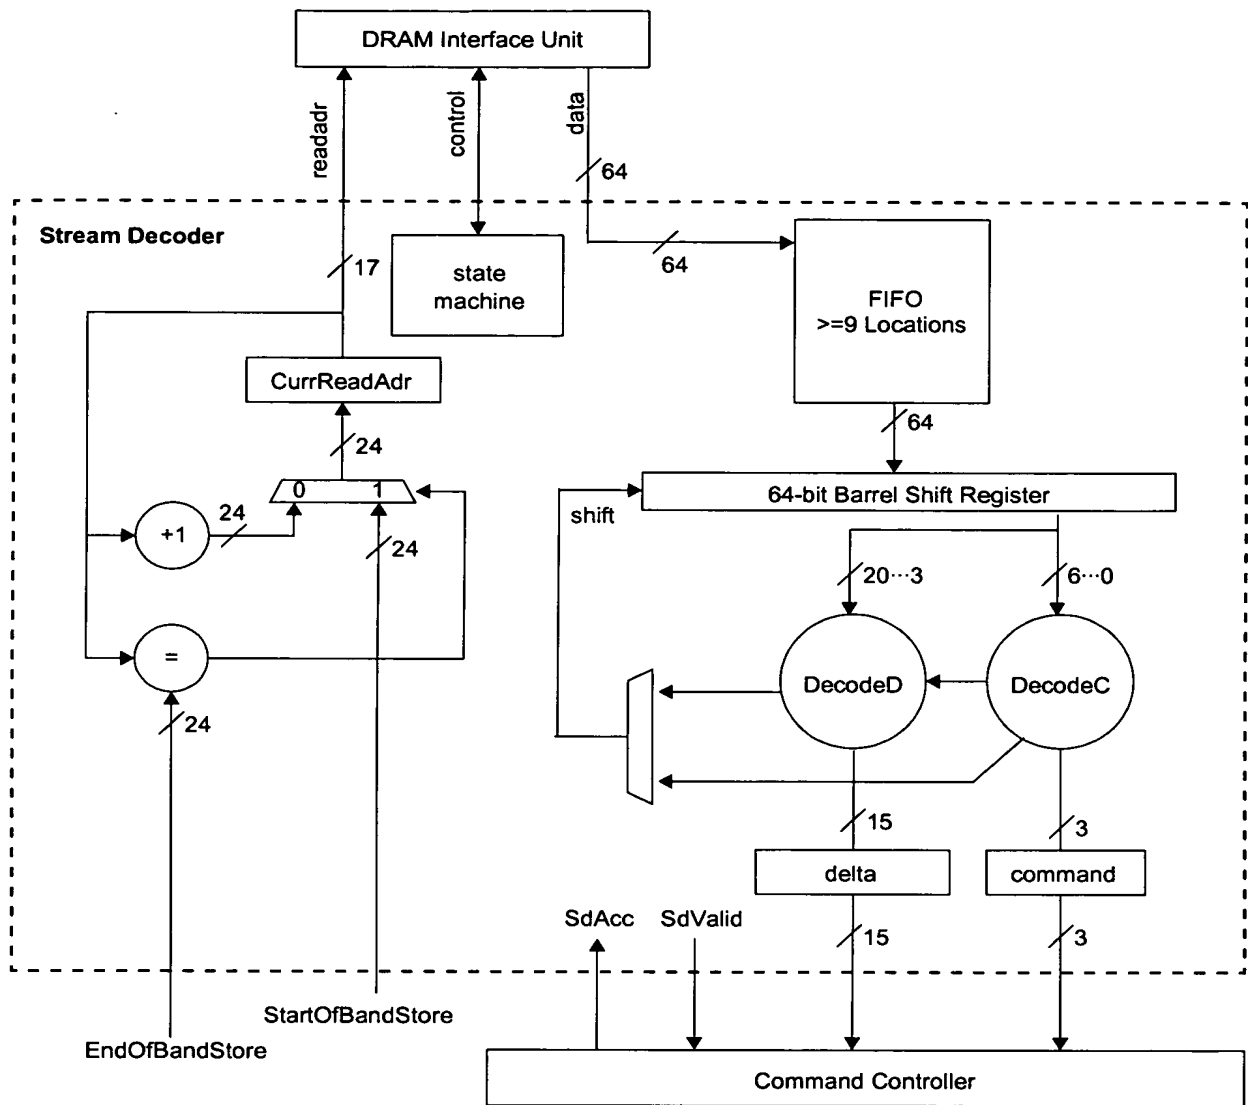 DRAM Interface Unit
readadr
control
data
64
Stream Decoder
17
state
machine
64
FIFO
>=9 Locations
CurrReadAdr
64
24
0 1
64-bit Barrel Shift Register
shift
+1
24
24
20···3
6···0
=
DecodeD
DecodeC
24
15
3
delta
command
SdAcc
SdValid
15
3
StartOfBandStore
EndOfBandStore
Command Controller